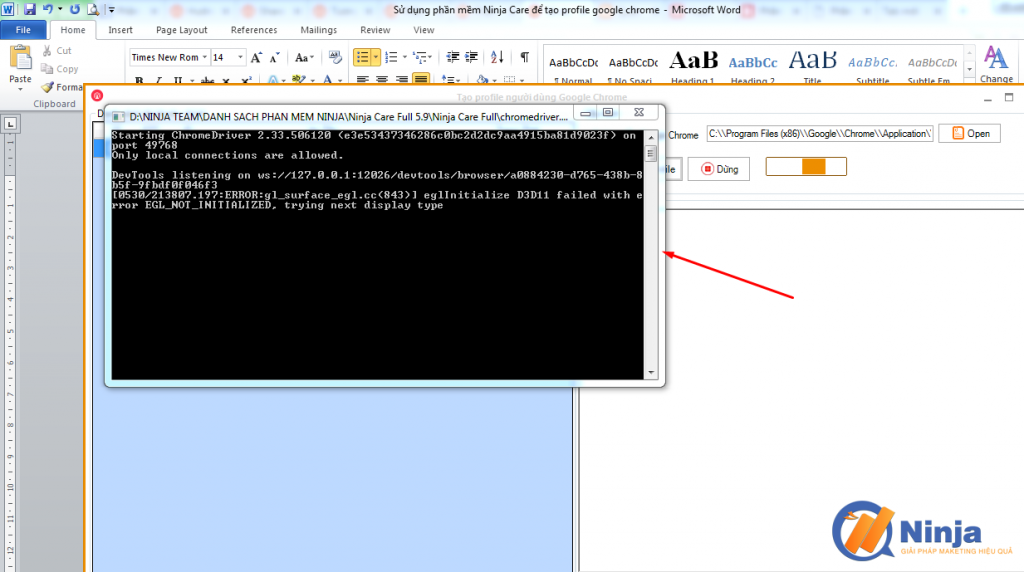 Sử dụng phần mềm Ninja Care để tạo profile google chrome - Microsoft Word
File Home Insert Page Layout References Mailings Review View
Cut
Copy
Paste
Clipboard
Times New Rom 14
AaBbCcDc AaBbCcDc AaB AaBbCc AaB AaBbCc. AaBbCcDc
¶ Normal ¶ No Spaci... Heading 1 Heading 2 Title Subtitle Subtle Em...
Change
Tạo profile người dùng Google Chrome
D:\NINJA TEAM\DANH SACH PHAN MEM NINJA\Ninja Care Full 5.9\Ninja Care Full\chromedriver....
Chrome C:\\Program Files (x86)\\Google\\Chrome\\Application\ Open
Dừng
Starting ChromeDriver 2.33.506120 (e3e53437346286c0bc2d2dc9aa4915ba81d9023f) on
port 49768
Only local connections are allowed.
DevTools listening on ws://127.0.0.1:12026/devtools/browser/a0884230-d765-438b-8
b5f-9fbdf0f046f3
[0530/213807.197:ERROR:gl_surface_egl.cc(843)] eglInitialize D3D11 failed with e
rror EGL_NOT_INITIALIZED, trying next display type
Ninja
GIẢI PHÁP MAKETING HIỆU QUẢ